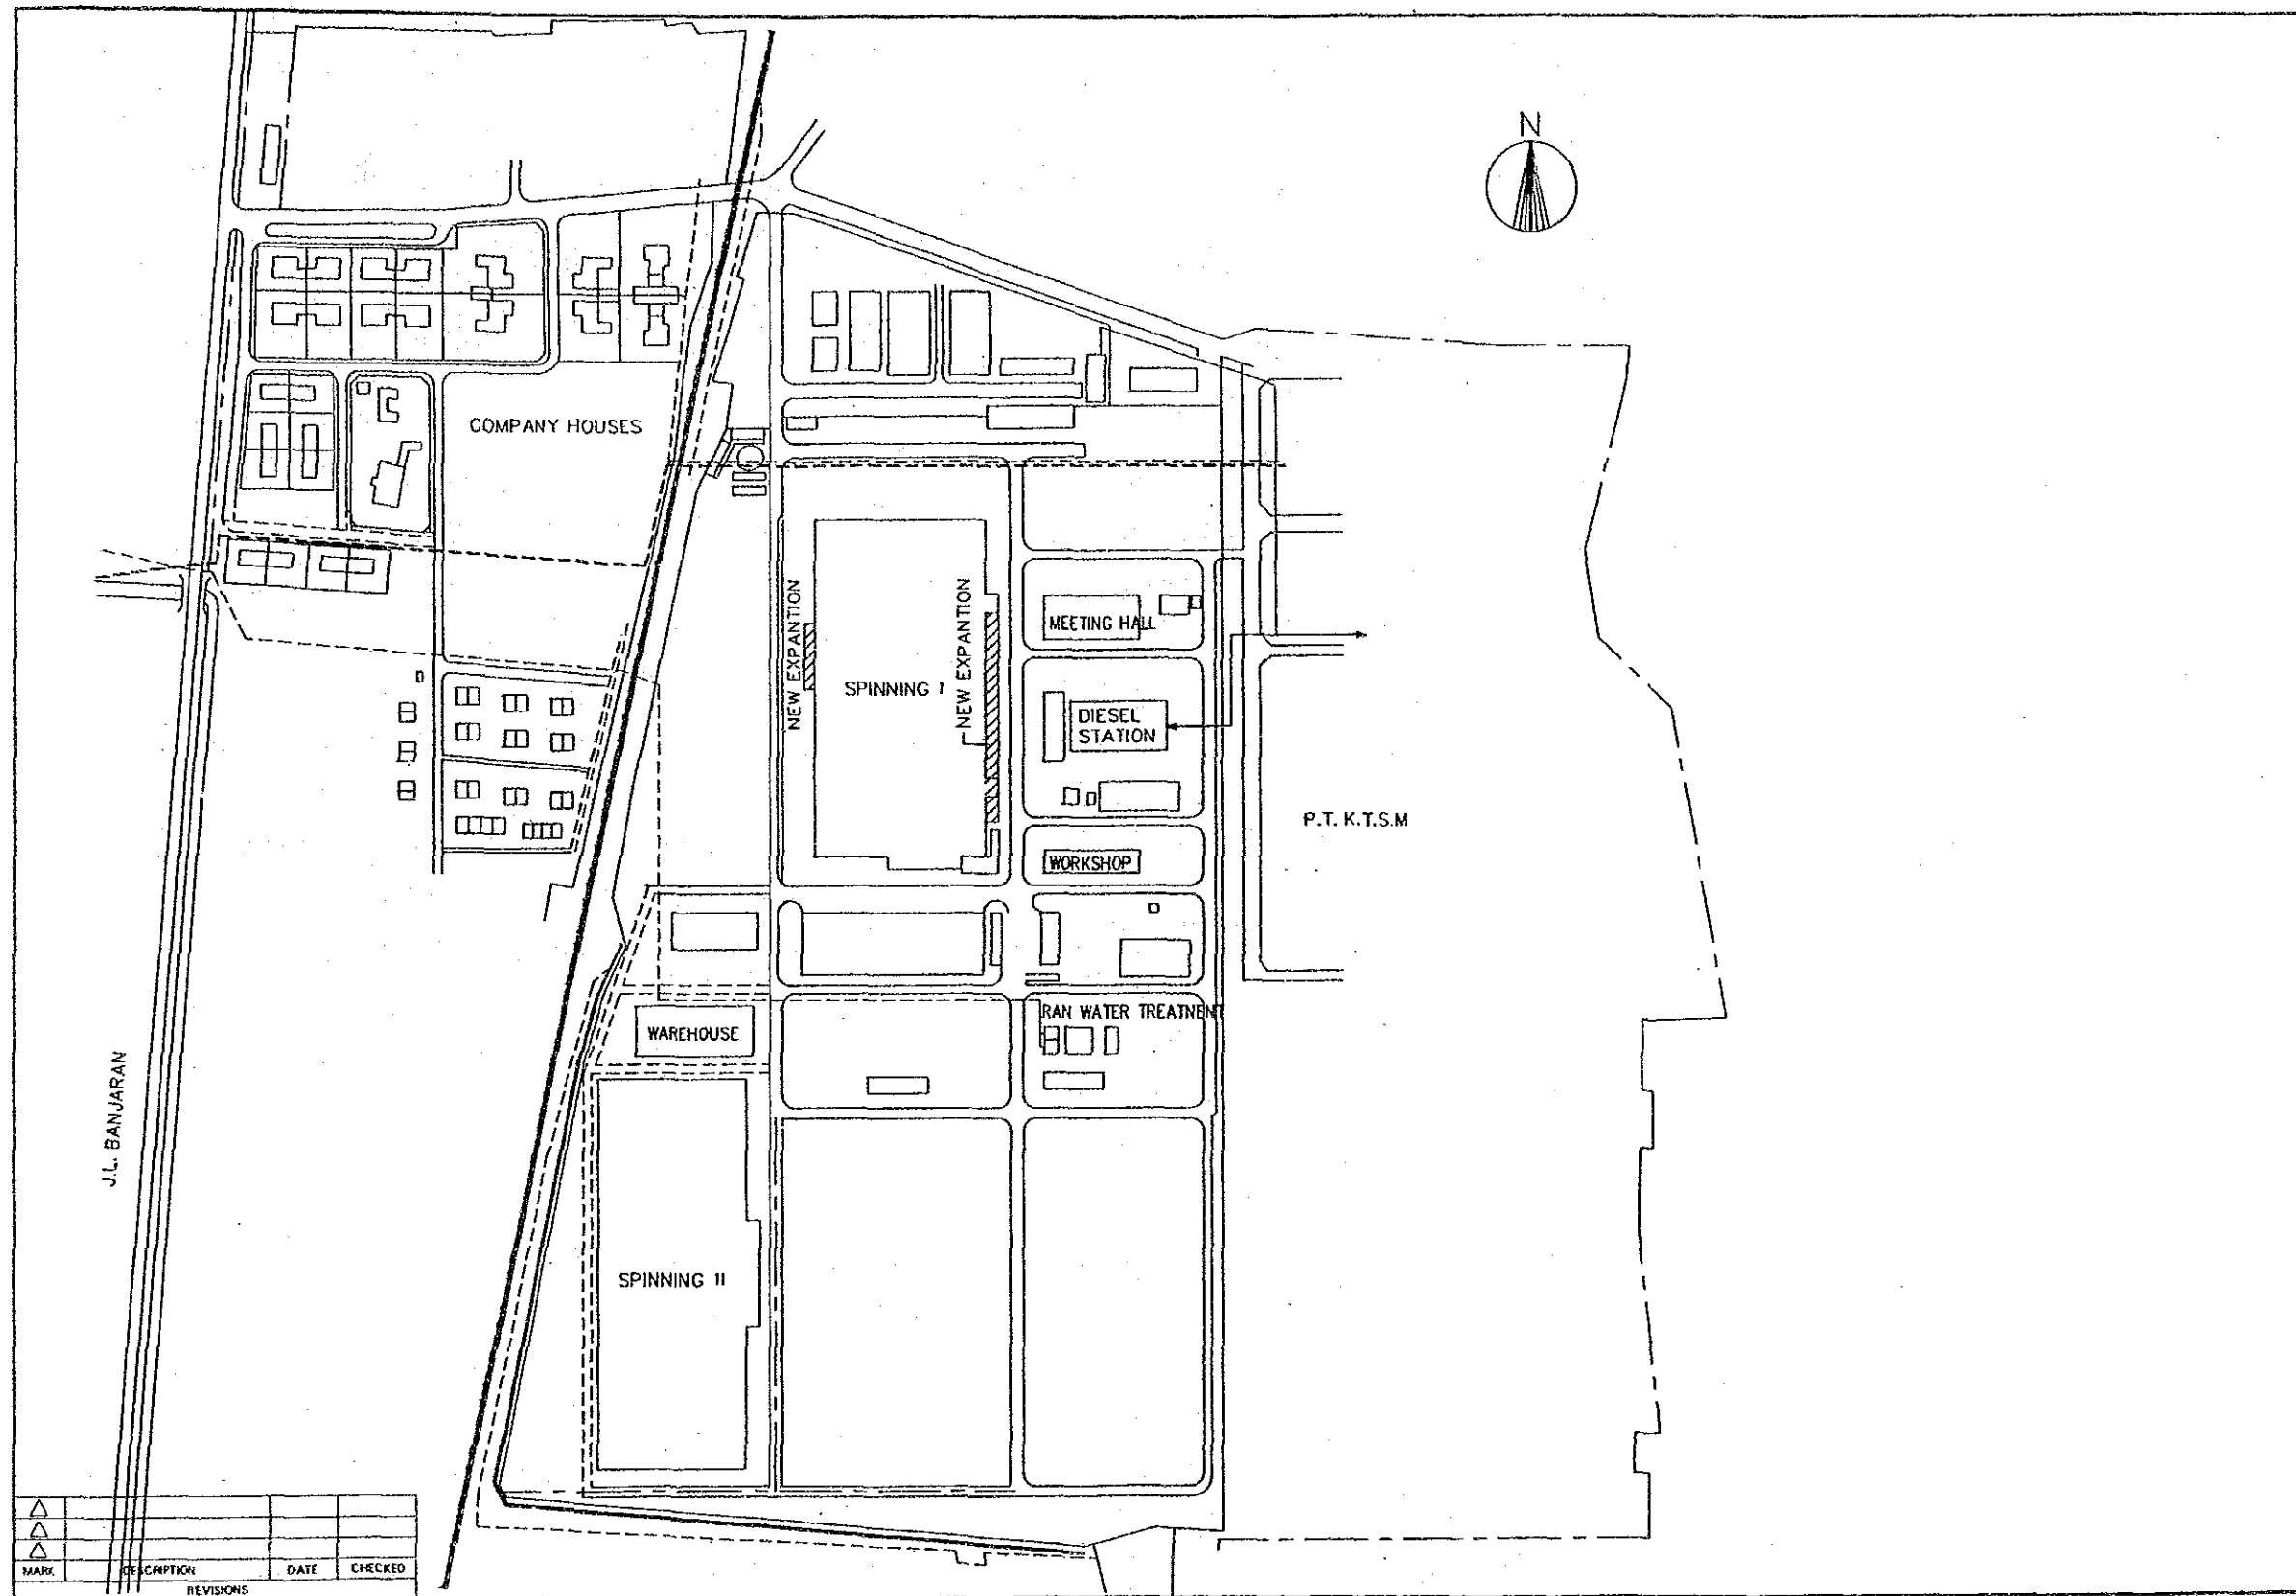 N
COMPANY HOUSES
NEW EXPANTION
NEW EXPANTION
MEETING HALL
SPINNING I
DIESEL
STATION
P.T. K.T.S.M
WORKSHOP
RAN WATER TREATNENT
WAREHOUSE
J.L. BANJARAN
SPINNING II
MARK DESCRIPTION DATE CHECKED
REVISIONS